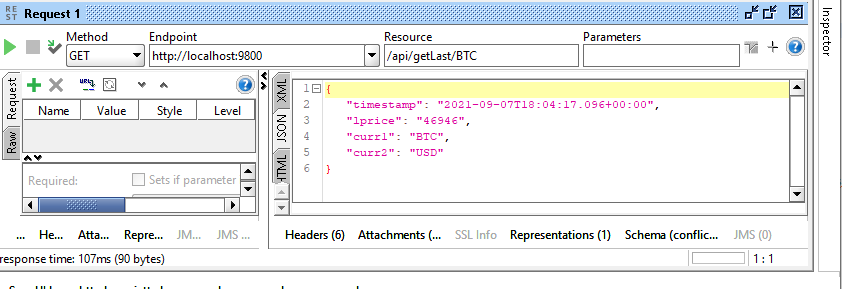 RE ST Request 1
Method Endpoint Resource Parameters
GET http://localhost:9800 /api/getLast/BTC
Inspector
Request
Raw
Name Value Style Level
Required: Sets if parameter
XML
JSON
HTML
1 {
2 "timestamp": "2021-09-07T18:04:17.096+00:00",
3 "lprice": "46946",
4 "curr1": "BTC",
5 "curr2": "USD"
6 }
... He... Atta... Repre... JM... JMS ...
Headers (6) Attachments (... SSL Info Representations (1) Schema (conflic... JMS (0)
response time: 107ms (90 bytes)
1 : 1